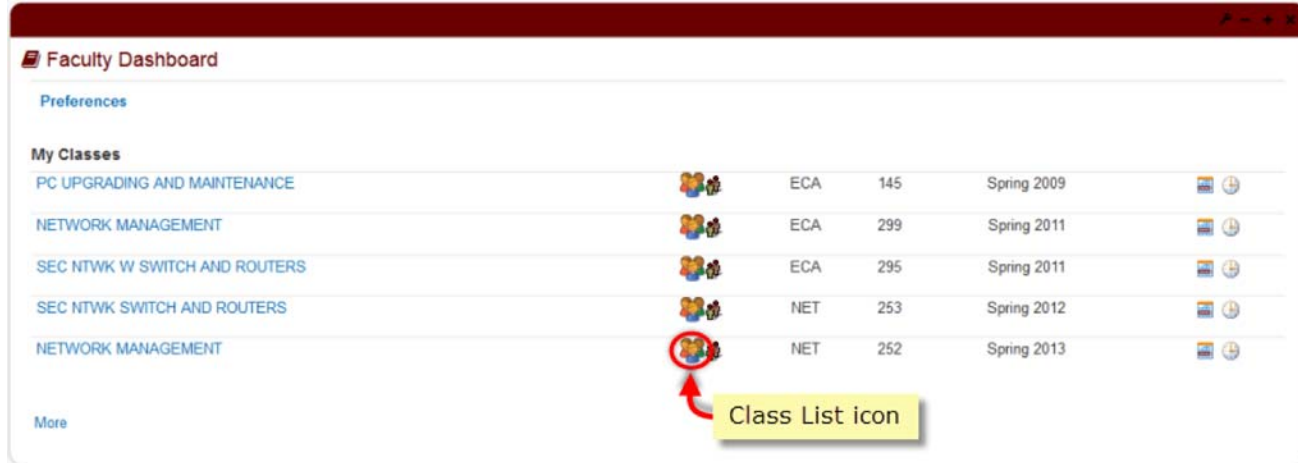 Faculty Dashboard
Preferences
My Classes
PC UPGRADING AND MAINTENANCE ECA 145 Spring 2009
NETWORK MANAGEMENT ECA 299 Spring 2011
SEC NTWK W SWITCH AND ROUTERS ECA 295 Spring 2011
SEC NTWK SWITCH AND ROUTERS NET 253 Spring 2012
NETWORK MANAGEMENT NET 252 Spring 2013
Class List icon
More